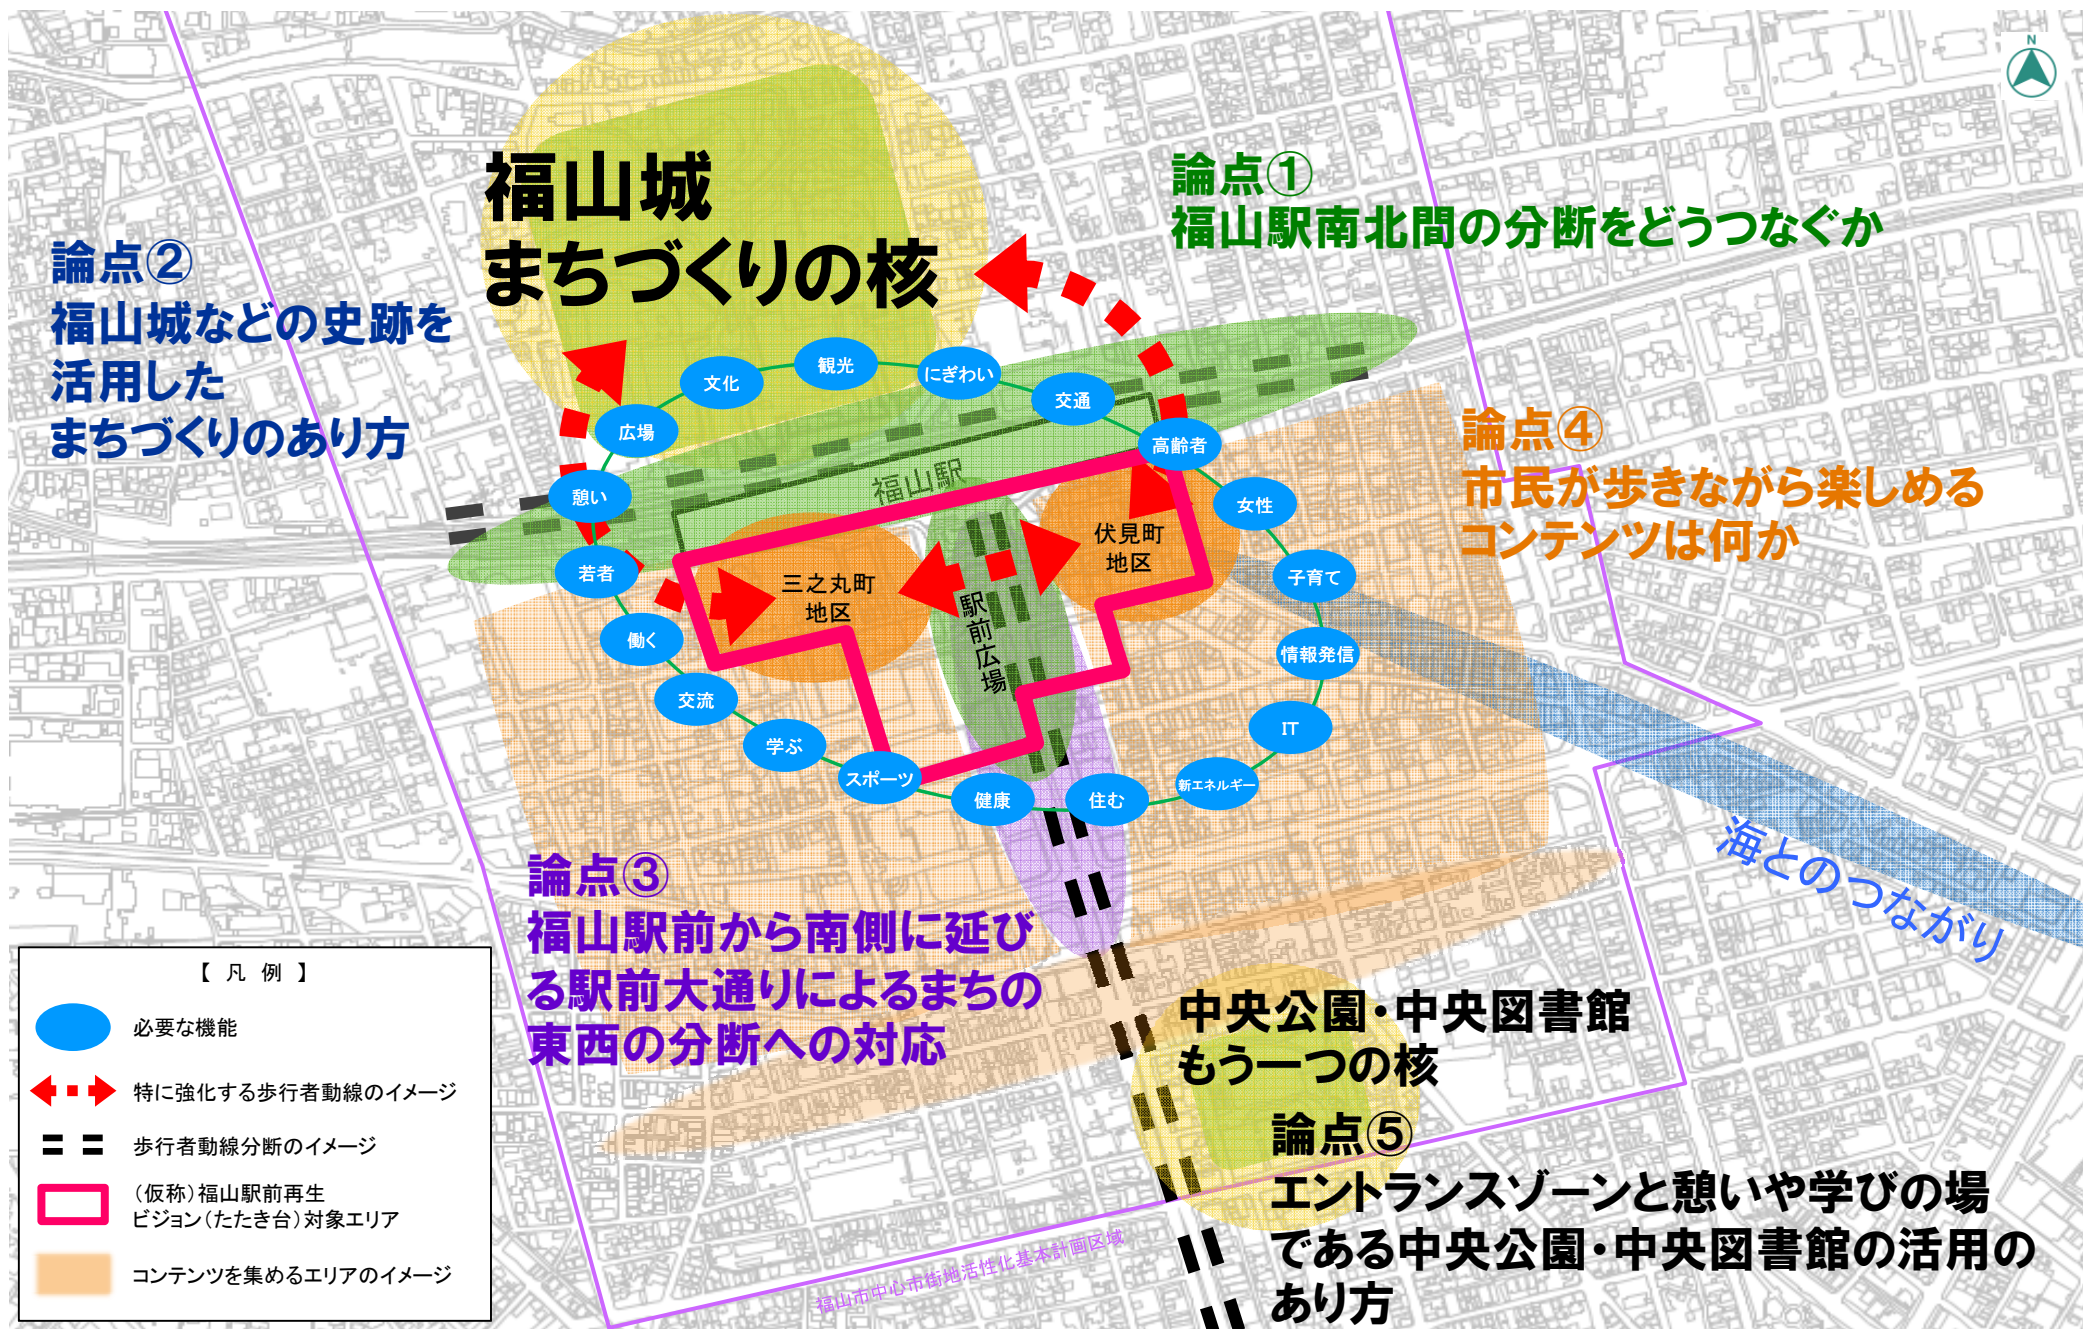 N
福山城
まちづくりの核
論点①
福山駅南北間の分断をどうつなぐか
論点②
福山城などの史跡を
活用した
まちづくりのあり方
論点④
市民が歩きながら楽しめる
コンテンツは何か
観光
にぎわい
文化
交通
広場
高齢者
憩い
福山駅
女性
若者
伏見町
地区
三之丸町
地区
子育て
駅前広場
働く
情報発信
交流
IT
学ぶ
スポーツ
新エネルギー
健康
住む
海とのつながり
論点③
福山駅前から南側に延び
る駅前大通りによるまちの
東西の分断への対応
中央公園・中央図書館
もう一つの核
論点⑤
エントランスゾーンと憩いや学びの場
である中央公園・中央図書館の活用の
あり方
福山市中心市街地活性化基本計画区域
【 凡 例 】
必要な機能
特に強化する歩行者動線のイメージ
歩行者動線分断のイメージ
（仮称）福山駅前再生
ビジョン（たたき台）対象エリア
コンテンツを集めるエリアのイメージ